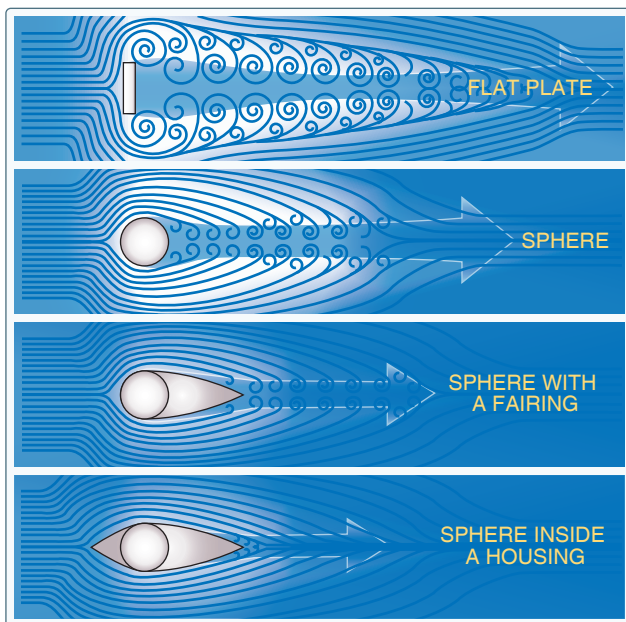 FLAT PLATE
SPHERE
SPHERE WITH
A FAIRING
SPHERE INSIDE
A HOUSING